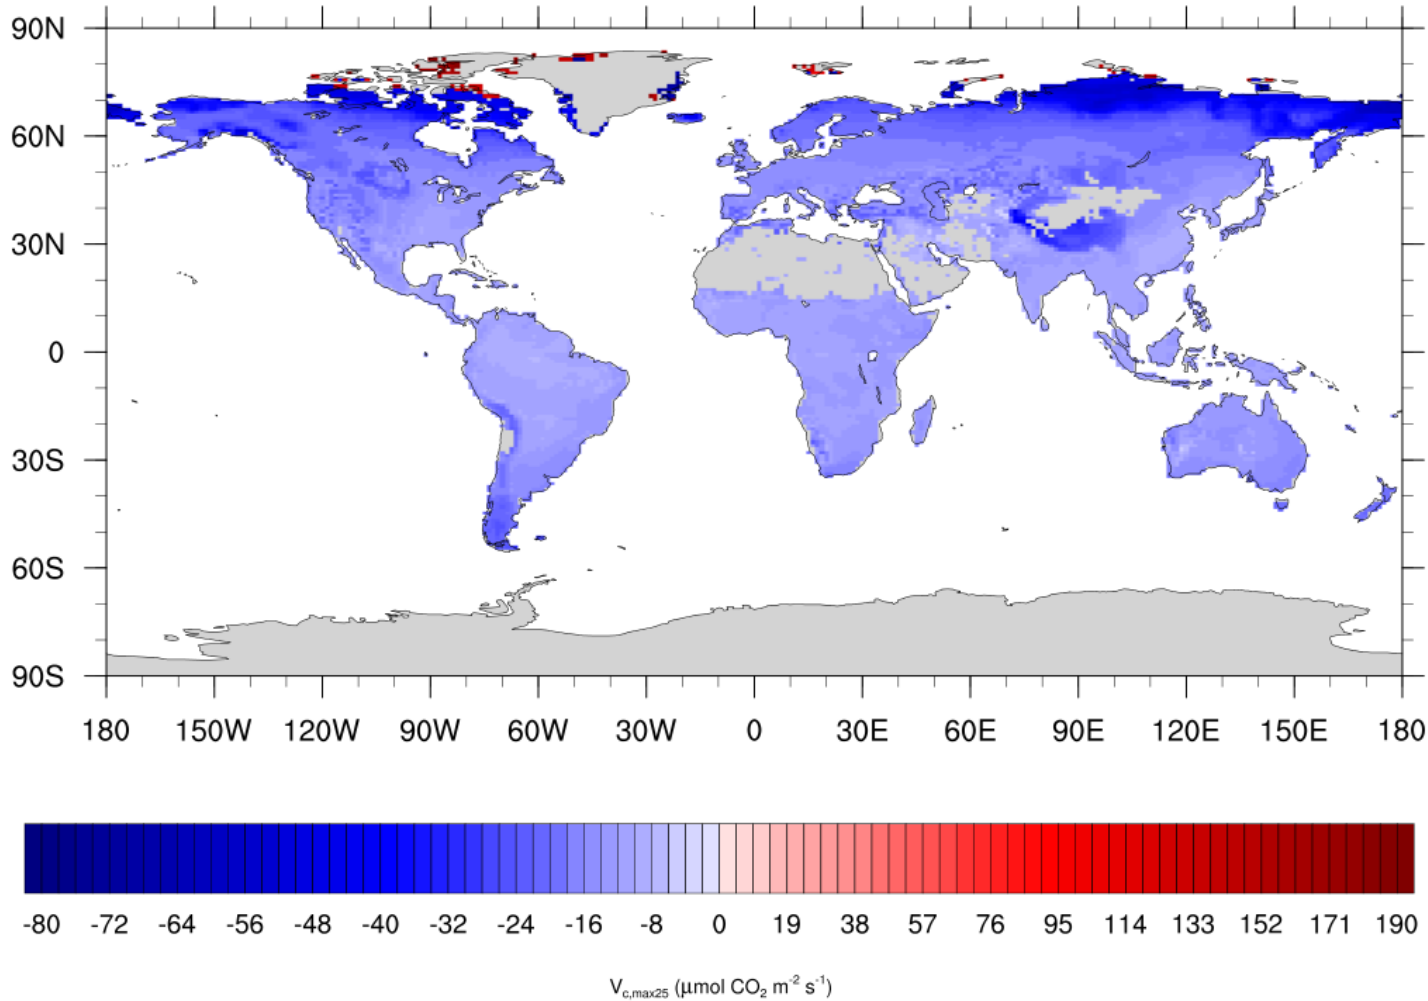 90N
60N
30N
0
30S
60S
90S
180 150W 120W 90W 60W 30W 0 30E 60E 90E 120E 150E 180
-80 -72 -64 -56 -48 -40 -32 -24 -16 -8 0 19 38 57 76 95 114 133 152 171 190
V_c,max25 (μmol CO₂ m⁻² s⁻¹)